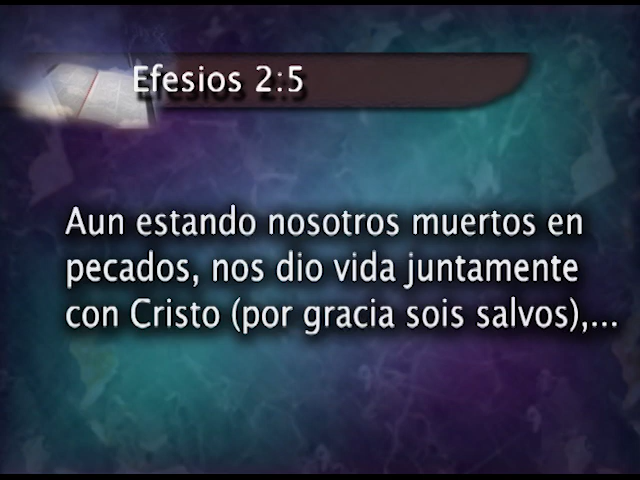 Efesios 2:5
Aun estando nosotros muertos en
pecados, nos dio vida juntamente
con Cristo (por gracia sois salvos),...